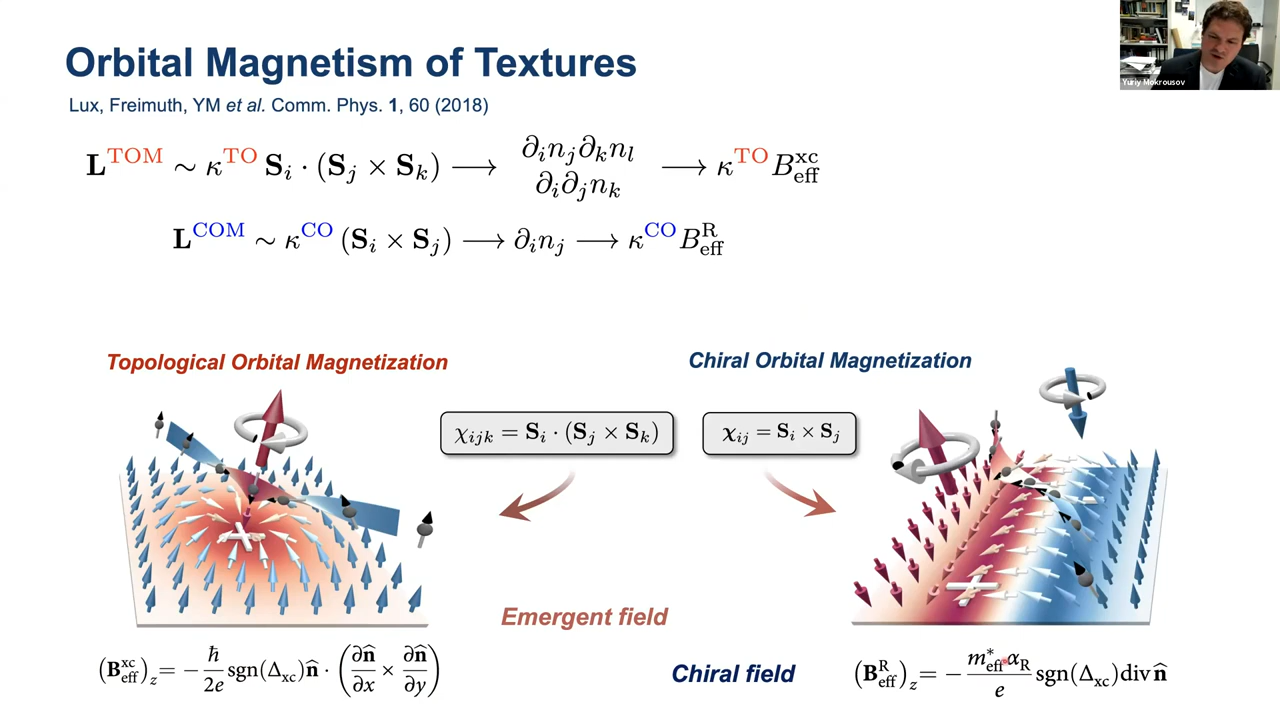 Orbital Magnetism of Textures
Lux, Freimuth, YM et al. Comm. Phys. 1, 60 (2018)
Yuriy Mokrousov
L^TOM ∼ κ^TO S_i · (S_j × S_k) ⟶ ∂_i n_j ∂_k n_l ⟶ κ^TO B_eff^xc
∂_i ∂_j n_k
L^COM ∼ κ^CO (S_i × S_j) ⟶ ∂_i n_j ⟶ κ^CO B_eff^R
Topological Orbital Magnetization
Chiral Orbital Magnetization
χ_ijk = S_i · (S_j × S_k)
χ_ij = S_i × S_j
Emergent field
(B_eff^xc)_z = − ħ/2e sgn(Δ_xc) n̂ · (∂n̂/∂x × ∂n̂/∂y)
Chiral field
(B_eff^R)_z = − m*_eff α_R/e sgn(Δ_xc) div n̂